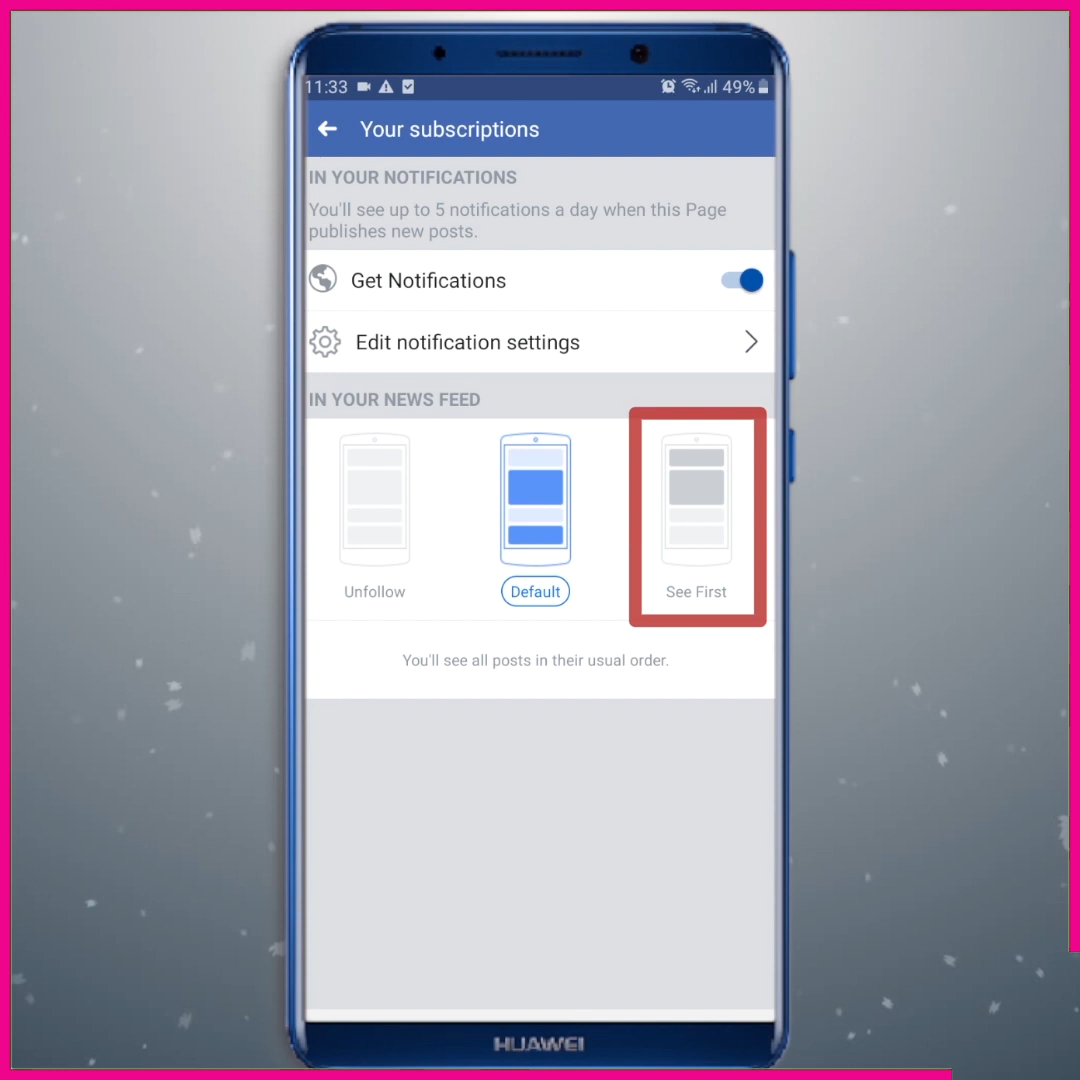 11:33
49%
Your subscriptions
IN YOUR NOTIFICATIONS
You'll see up to 5 notifications a day when this Page
publishes new posts.
Get Notifications
Edit notification settings
IN YOUR NEWS FEED
Unfollow
Default
See First
You'll see all posts in their usual order.
HUAWEI